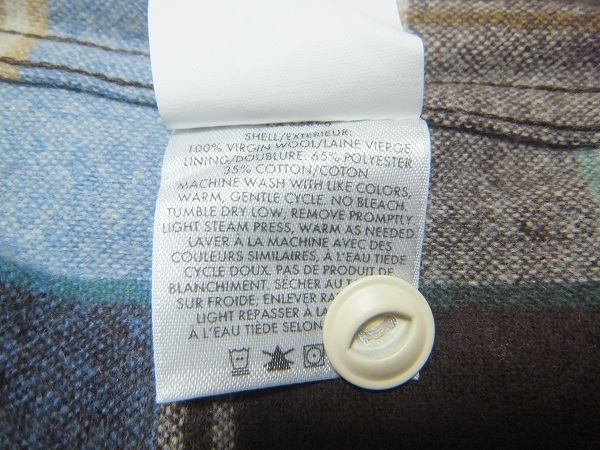 SHELL/EXTERIEUR:
100% VIRGIN WOOL/LAINE VIERGE
LINING/DOUBLURE: 65% POLYESTER
35% COTTON/COTON
MACHINE WASH WITH LIKE COLORS,
WARM, GENTLE CYCLE. NO BLEACH.
TUMBLE DRY LOW, REMOVE PROMPTLY
LIGHT STEAM PRESS, WARM AS NEEDED
LAVER À LA MACHINE AVEC DES
COULEURS SIMILAIRES, À L'EAU TIÈDE
CYCLE DOUX. PAS DE PRODUIT DE
BLANCHIMENT. SÉCHER AU
SUR FROIDE, ENLEVER
LIGHT REPASSER À LA
À L'EAU TIÈDE SELON